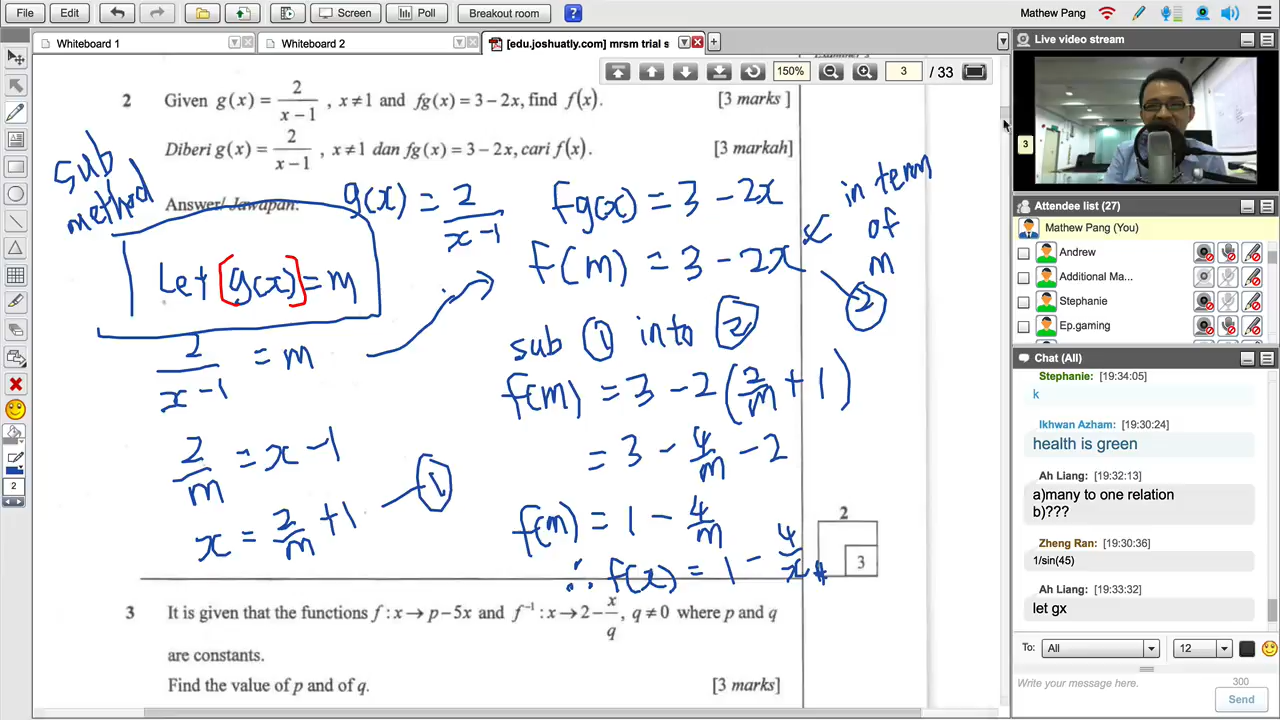 File Edit Screen Poll Breakout room ? Mathew Pang
Whiteboard 1 Whiteboard 2 [edu.joshuatly.com] mrsm trial s
150% 3 / 33
2 Given g(x) = 2/(x − 1) , x ≠ 1 and fg(x) = 3 − 2x, find f(x). [3 marks ]
Diberi g(x) = 2/(x − 1) , x ≠ 1 dan fg(x) = 3 − 2x, cari f(x). [3 markah]
Answer/ Jawapan:
sub
method
Let [g(x)] = m
2/(x−1) = m
2/m = x − 1
x = 2/m + 1 — ①
g(x) = 2/(x−1)
fg(x) = 3 − 2x
f(m) = 3 − 2x
②
in term
of
m
sub ① into ②
f(m) = 3 − 2(2/m + 1)
= 3 − 4/m − 2
f(m) = 1 − 4/m
∴ f(x) = 1 − 4/x #
2
3
3 It is given that the functions f : x → p − 5x and f⁻¹ : x → 2 − x/q , q ≠ 0 where p and q
are constants.
Find the value of p and of q. [3 marks]
2
Live video stream
3
Attendee list (27)
Mathew Pang (You)
Andrew
Additional Ma...
Stephanie
Ep.gaming
Chat (All)
Stephanie: [19:34:05]
k
Ikhwan Azham: [19:30:24]
health is green
Ah Liang: [19:32:13]
a)many to one relation
b)???
Zheng Ran: [19:30:36]
1/sin(45)
Ah Liang: [19:33:32]
let gx
To: All 12
Write your message here... 300
Send